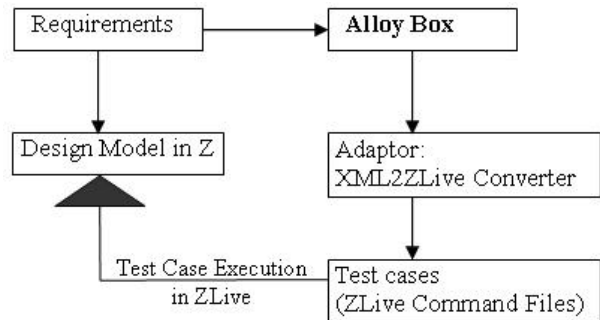 Requirements
Alloy Box
Design Model in Z
Adaptor:
XML2ZLive Converter
Test Case Execution
in ZLive
Test cases
(ZLive Command Files)